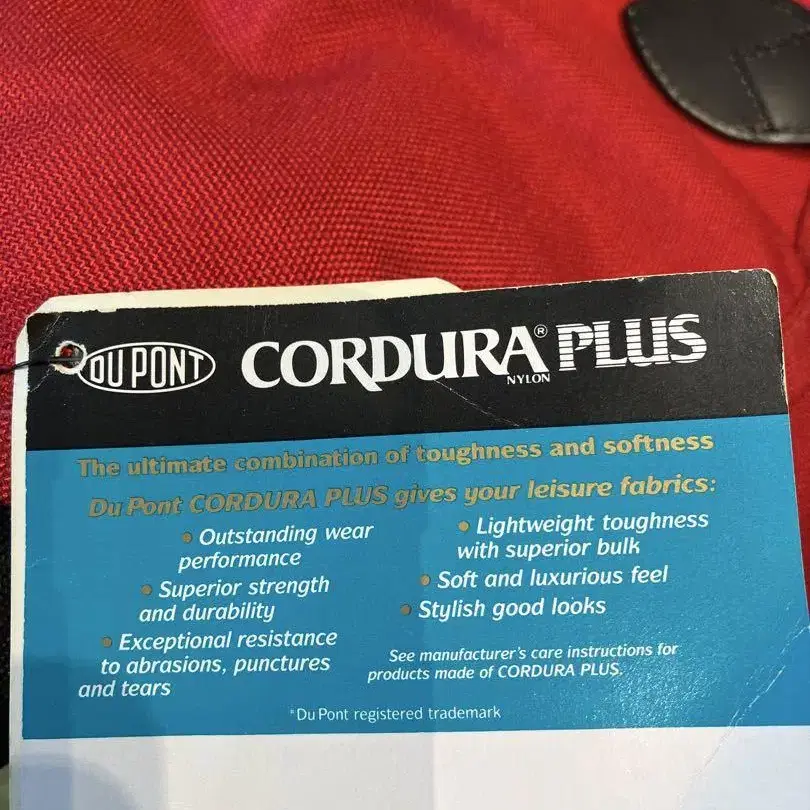 DU PONT CORDURA® PLUS
NYLON
The ultimate combination of toughness and softness
Du Pont CORDURA PLUS gives your leisure fabrics:
• Outstanding wear
performance
• Superior strength
and durability
• Exceptional resistance
to abrasions, punctures
and tears
• Lightweight toughness
with superior bulk
• Soft and luxurious feel
• Stylish good looks
See manufacturer's care instructions for
products made of CORDURA PLUS.
*Du Pont registered trademark